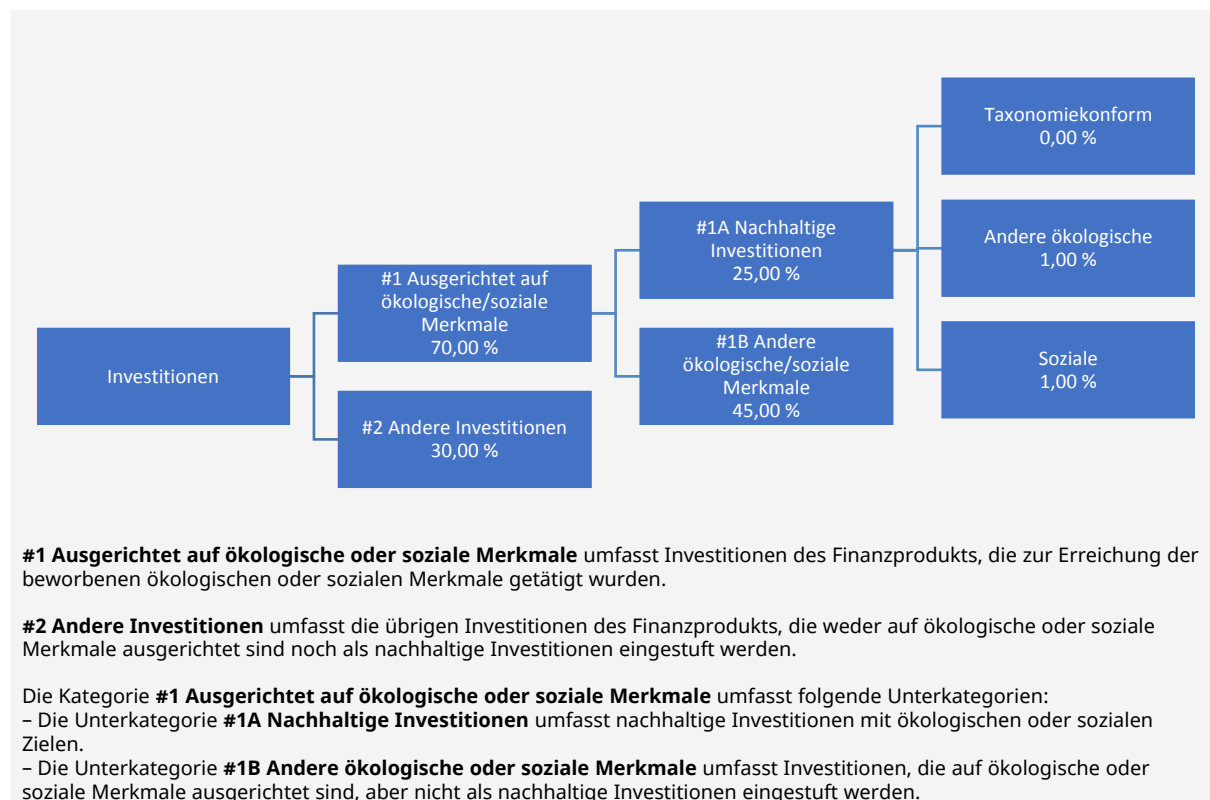 Investitionen
#1 Ausgerichtet auf
ökologische/soziale
Merkmale
70,00 %
#2 Andere Investitionen
30,00 %
#1A Nachhaltige
Investitionen
25,00 %
#1B Andere
ökologische/soziale
Merkmale
45,00 %
Taxonomiekonform
0,00 %
Andere ökologische
1,00 %
Soziale
1,00 %
#1 Ausgerichtet auf ökologische oder soziale Merkmale umfasst Investitionen des Finanzprodukts, die zur Erreichung der
beworbenen ökologischen oder sozialen Merkmale getätigt wurden.
#2 Andere Investitionen umfasst die übrigen Investitionen des Finanzprodukts, die weder auf ökologische oder soziale
Merkmale ausgerichtet sind noch als nachhaltige Investitionen eingestuft werden.
Die Kategorie #1 Ausgerichtet auf ökologische oder soziale Merkmale umfasst folgende Unterkategorien:
– Die Unterkategorie #1A Nachhaltige Investitionen umfasst nachhaltige Investitionen mit ökologischen oder sozialen
Zielen.
– Die Unterkategorie #1B Andere ökologische oder soziale Merkmale umfasst Investitionen, die auf ökologische oder
soziale Merkmale ausgerichtet sind, aber nicht als nachhaltige Investitionen eingestuft werden.